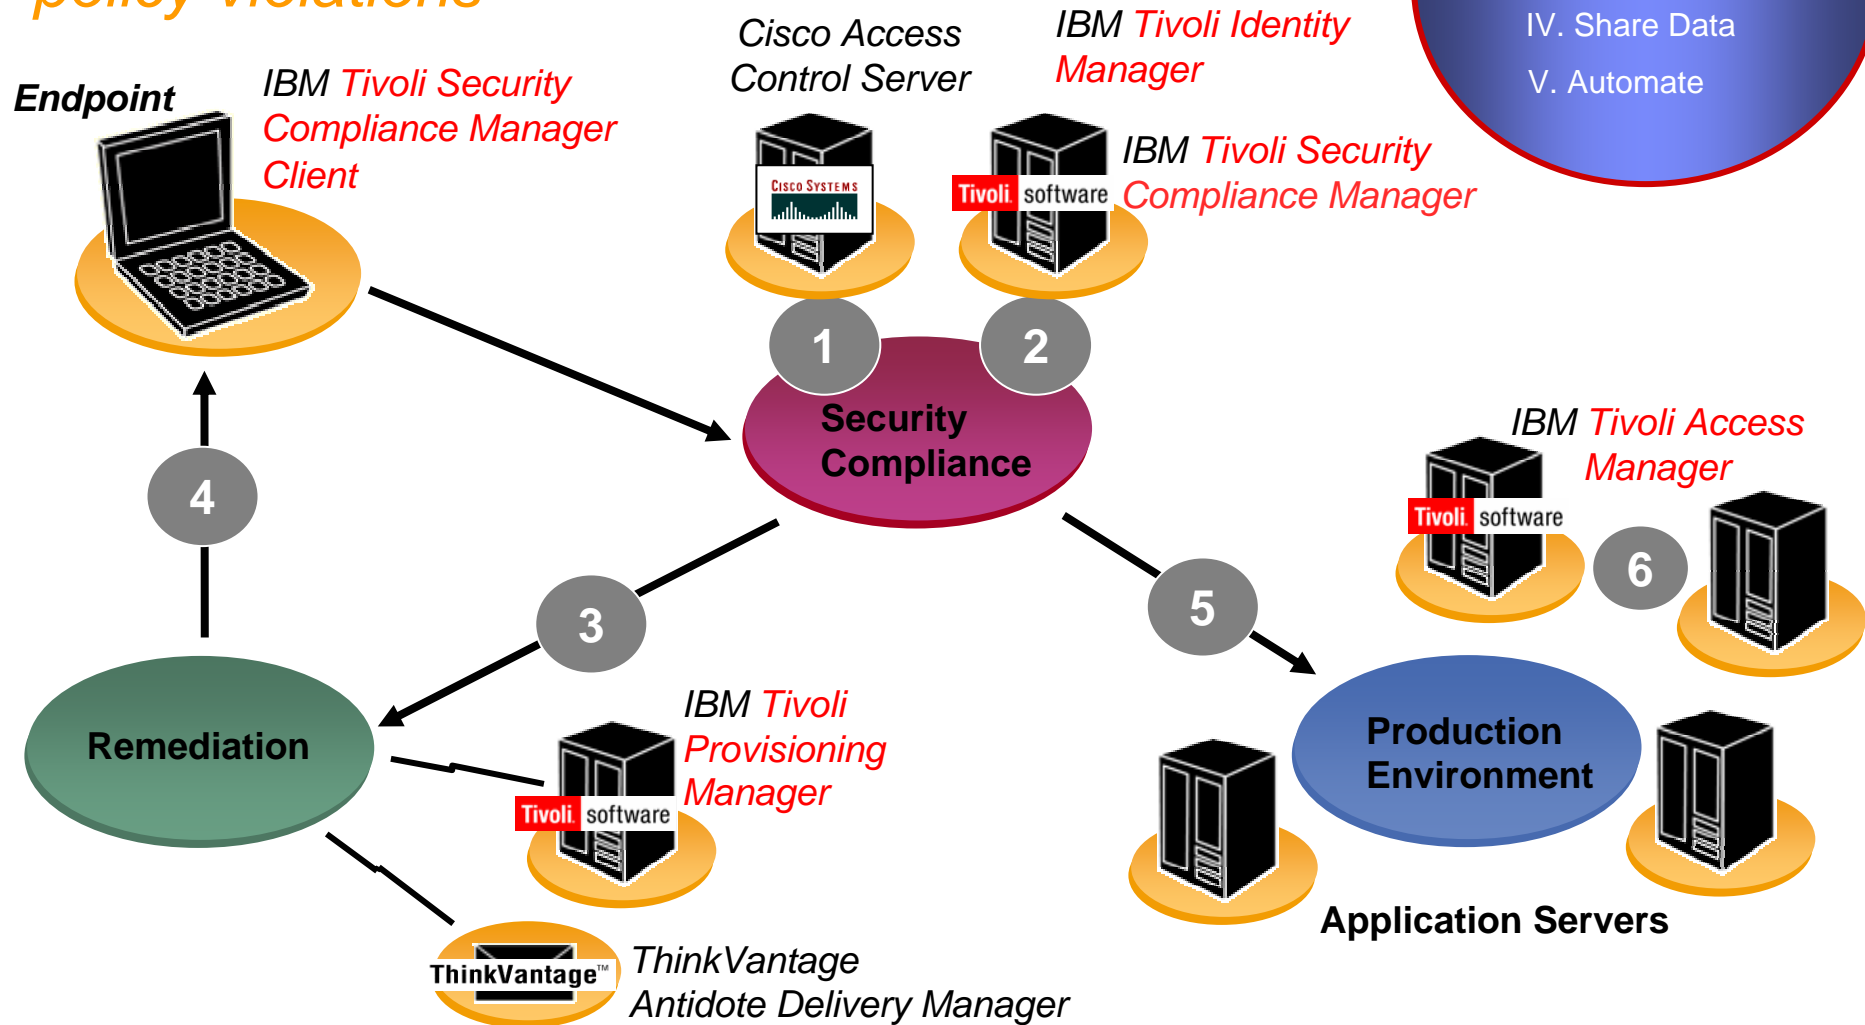 policy violations
IV. Share Data
V. Automate
Endpoint
IBM Tivoli Security
Compliance Manager
Client
Cisco Access
Control Server
IBM Tivoli Identity
Manager
IBM Tivoli Security
Compliance Manager
CISCO SYSTEMS
Tivoli. software
1
2
Security
Compliance
4
3
5
6
IBM Tivoli Access
Manager
Tivoli. software
Remediation
IBM Tivoli
Provisioning
Manager
Tivoli. software
Production
Environment
Application Servers
ThinkVantage™
ThinkVantage
Antidote Delivery Manager